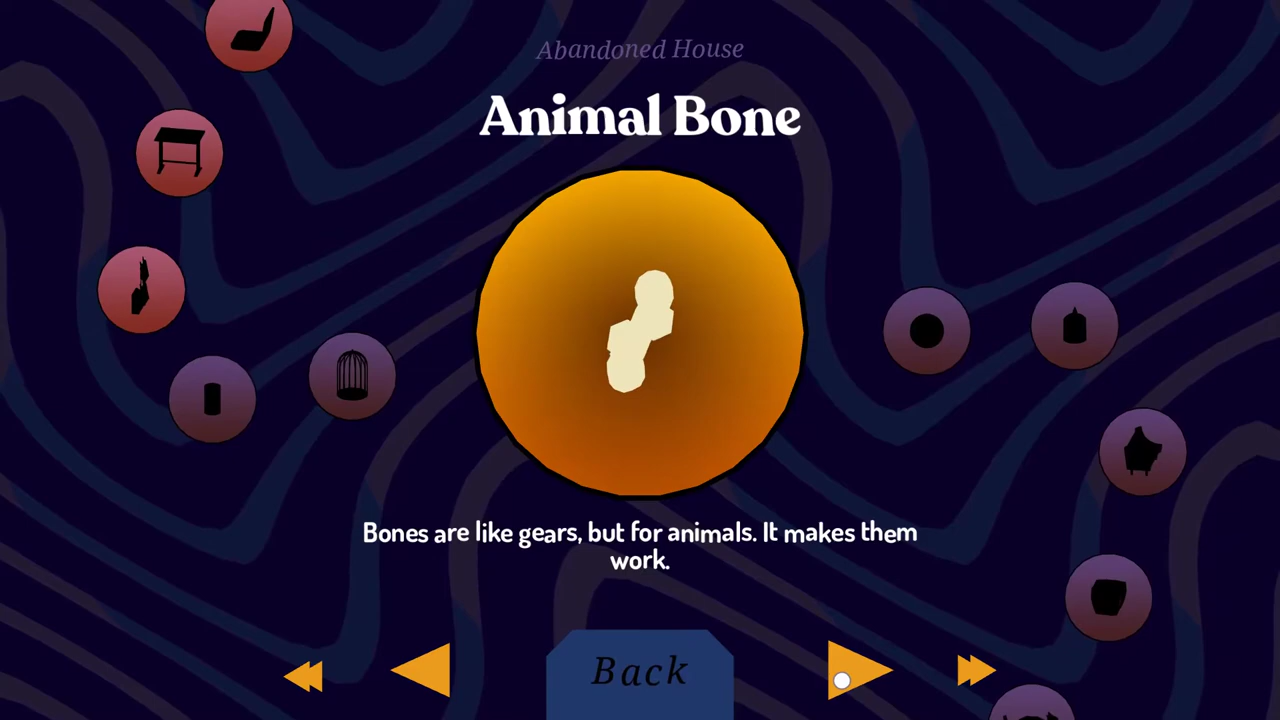 Abandoned House
Animal Bone
Bones are like gears, but for animals. It makes them
work.
Back